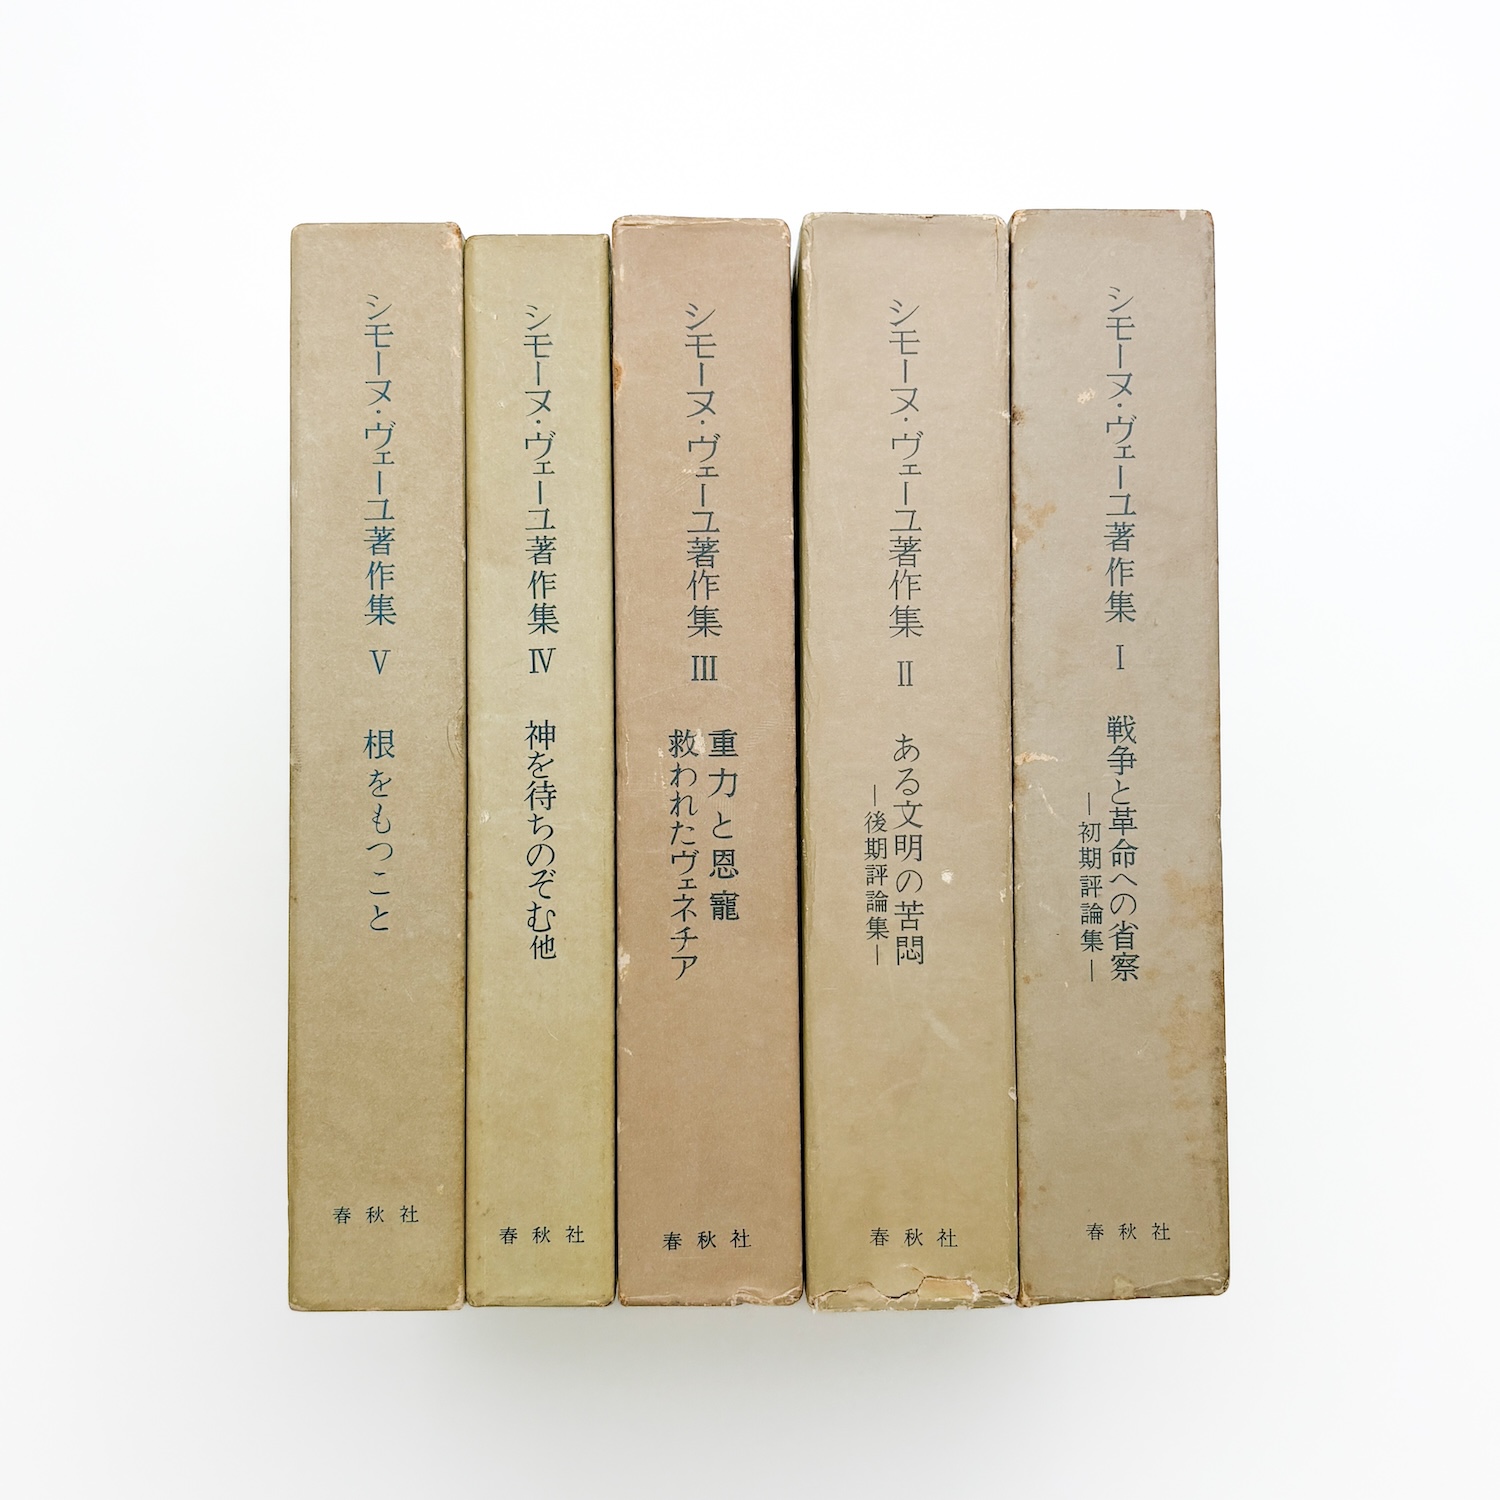 シモーヌ・ヴェーユ著作集 Ⅰ
戦争と革命への省察
―初期評論集―
春秋社
シモーヌ・ヴェーユ著作集 Ⅱ
ある文明の苦悶
―後期評論集―
春秋社
シモーヌ・ヴェーユ著作集 Ⅲ
重力と恩寵
救われたヴェネチア
春秋社
シモーヌ・ヴェーユ著作集 Ⅳ
神を待ちのぞむ他
春秋社
シモーヌ・ヴェーユ著作集 Ⅴ
根をもつこと
春秋社